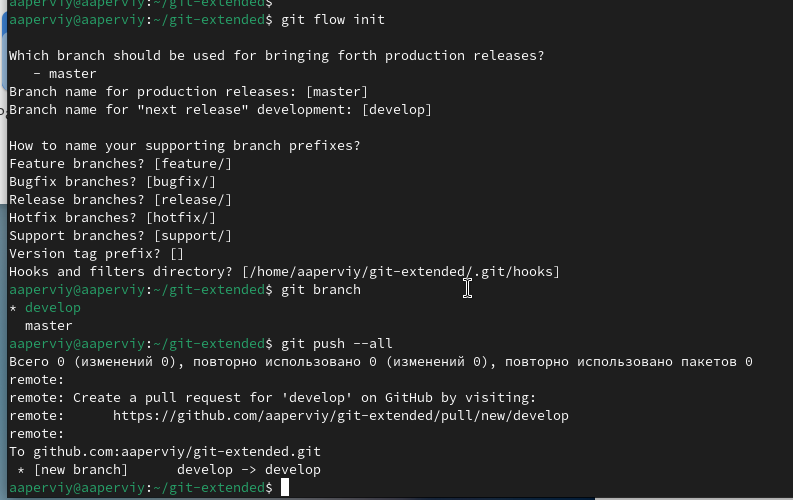 aaperviy@aaperviy:~/git-extended$
aaperviy@aaperviy:~/git-extended$ git flow init
Which branch should be used for bringing forth production releases?
   - master
Branch name for production releases: [master]
Branch name for "next release" development: [develop]
How to name your supporting branch prefixes?
Feature branches? [feature/]
Bugfix branches? [bugfix/]
Release branches? [release/]
Hotfix branches? [hotfix/]
Support branches? [support/]
Version tag prefix? []
Hooks and filters directory? [/home/aaperviy/git-extended/.git/hooks]
aaperviy@aaperviy:~/git-extended$ git branch
* develop
  master
aaperviy@aaperviy:~/git-extended$ git push --all
Всего 0 (изменений 0), повторно использовано 0 (изменений 0), повторно использовано пакетов 0
remote:
remote: Create a pull request for 'develop' on GitHub by visiting:
remote:      https://github.com/aaperviy/git-extended/pull/new/develop
remote:
To github.com:aaperviy/git-extended.git
 * [new branch]      develop -> develop
aaperviy@aaperviy:~/git-extended$